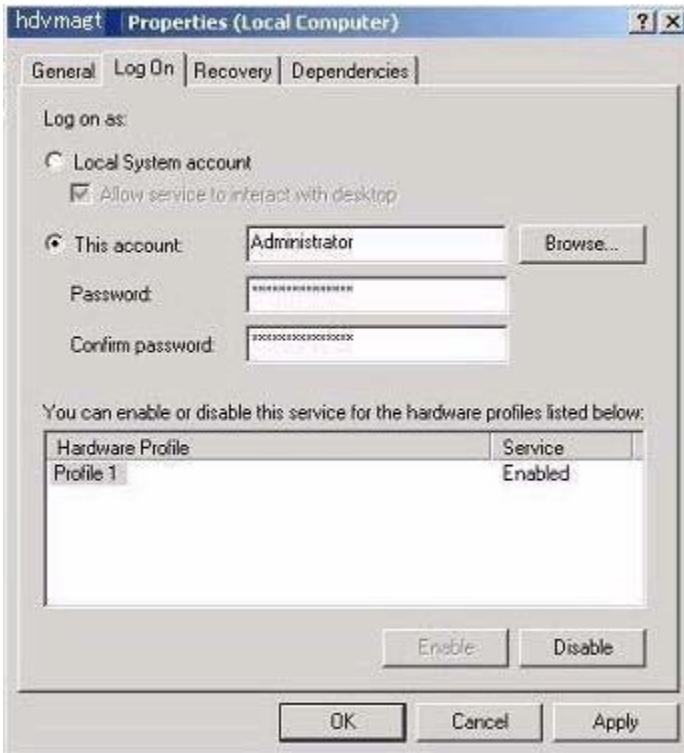 hdvmagt Properties (Local Computer)
General Log On Recovery Dependencies
Log on as:
Local System account
Allow service to interact with desktop
This account: Administrator Browse...
Password: ***************
Confirm password: ***************
You can enable or disable this service for the hardware profiles listed below:
Hardware Profile Service
Profile 1 Enabled
Enable Disable
OK Cancel Apply